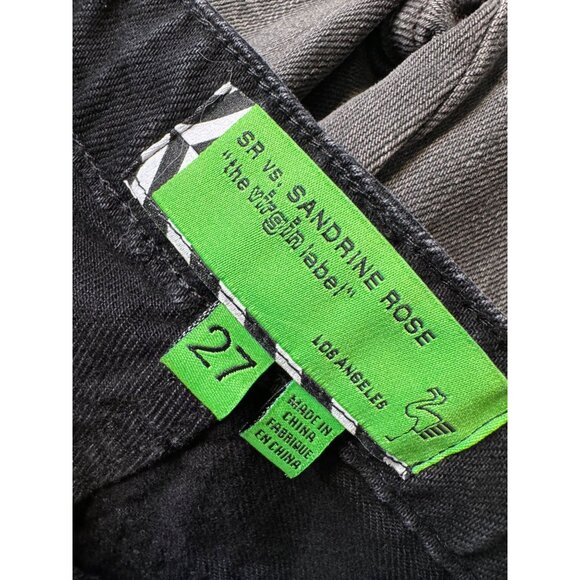 SR vs. SANDRINE ROSE
"the virgin label"
LOS ANGELES
27
MADE IN
CHINA
FABRIQUE
EN CHINA